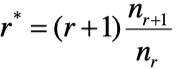 r* = (r+1) n_{r+1} / n_r